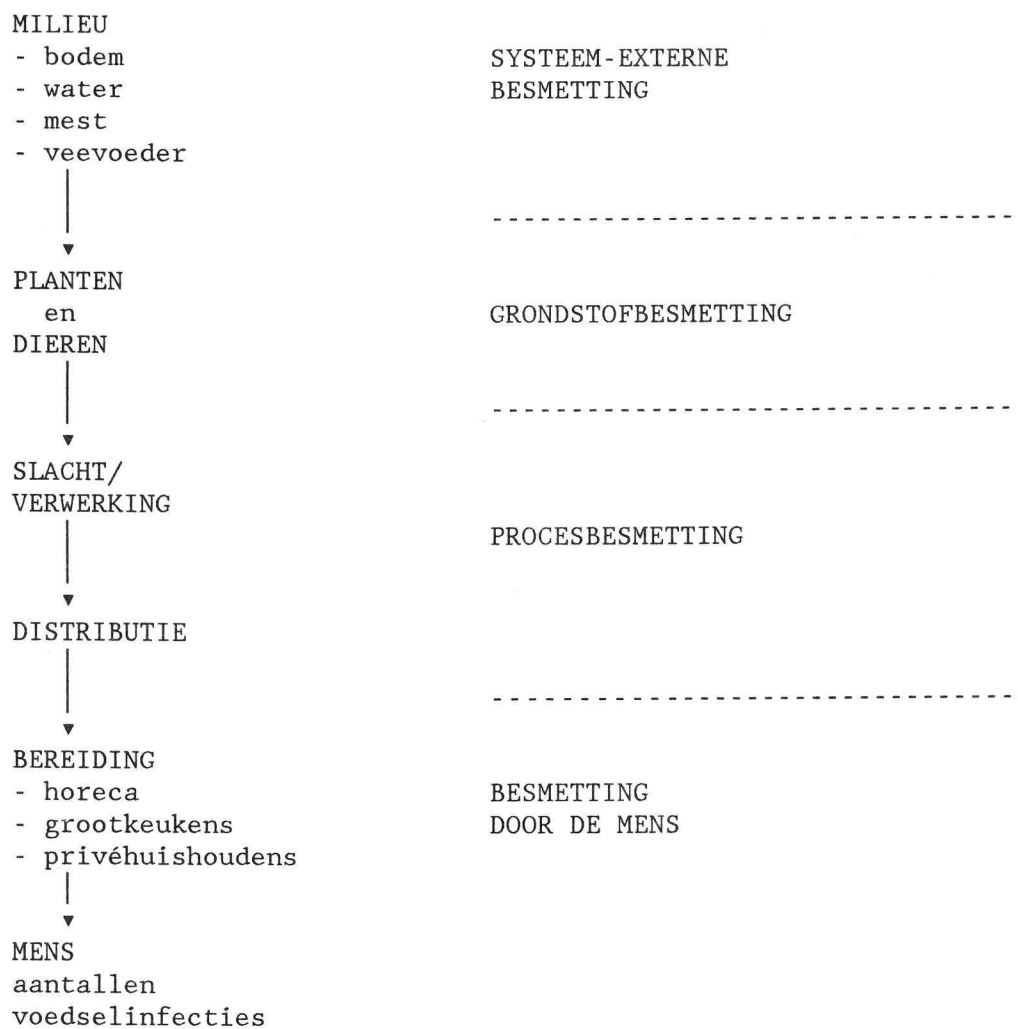 MILIEU
- bodem
- water
- mest
- veevoeder
SYSTEEM-EXTERNE
BESMETTING
PLANTEN
en
DIEREN
GRONDSTOFBESMETTING
SLACHT/
VERWERKING
PROCESBESMETTING
DISTRIBUTIE
BEREIDING
- horeca
- grootkeukens
- privéhuishoudens
BESMETTING
DOOR DE MENS
MENS
aantallen
voedselinfecties